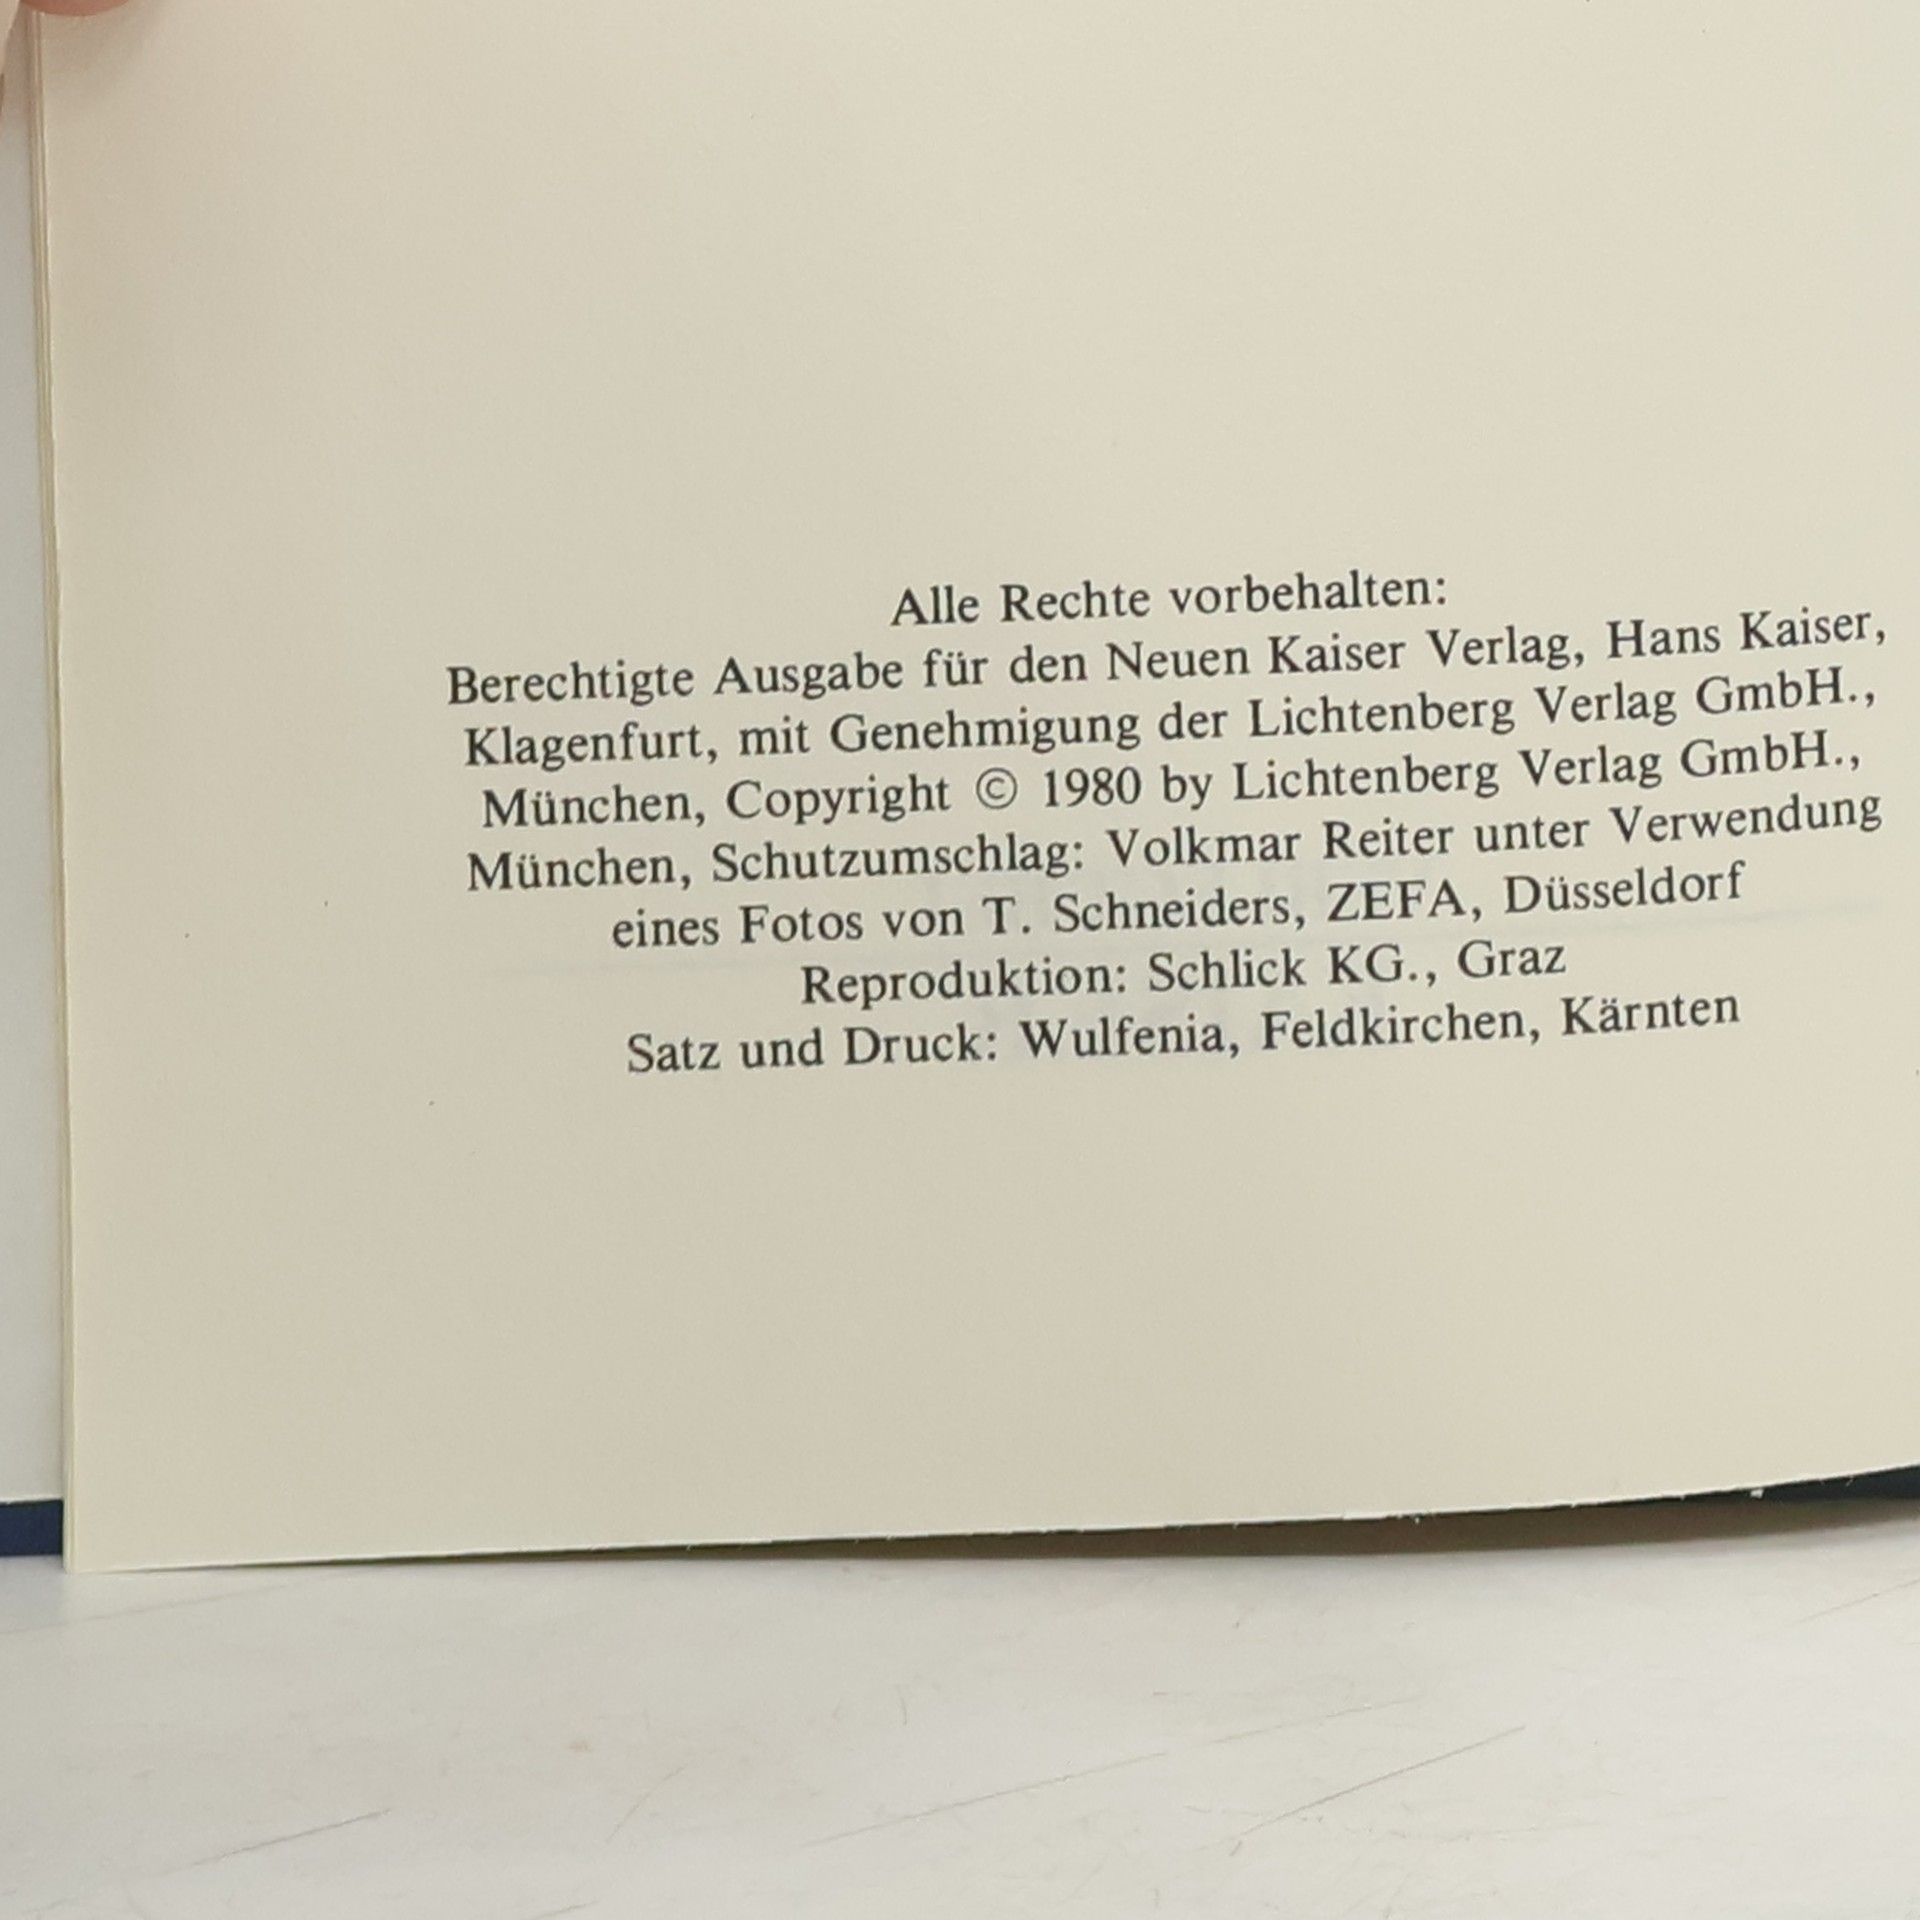 Alle Rechte vorbehalten:
Berechtigte Ausgabe für den Neuen Kaiser Verlag, Hans Kaiser,
Klagenfurt, mit Genehmigung der Lichtenberg Verlag GmbH.,
München, Copyright © 1980 by Lichtenberg Verlag GmbH.,
München, Schutzumschlag: Volkmar Reiter unter Verwendung
eines Fotos von T. Schneiders, ZEFA, Düsseldorf
Reproduktion: Schlick KG., Graz
Satz und Druck: Wulfenia, Feldkirchen, Kärnten